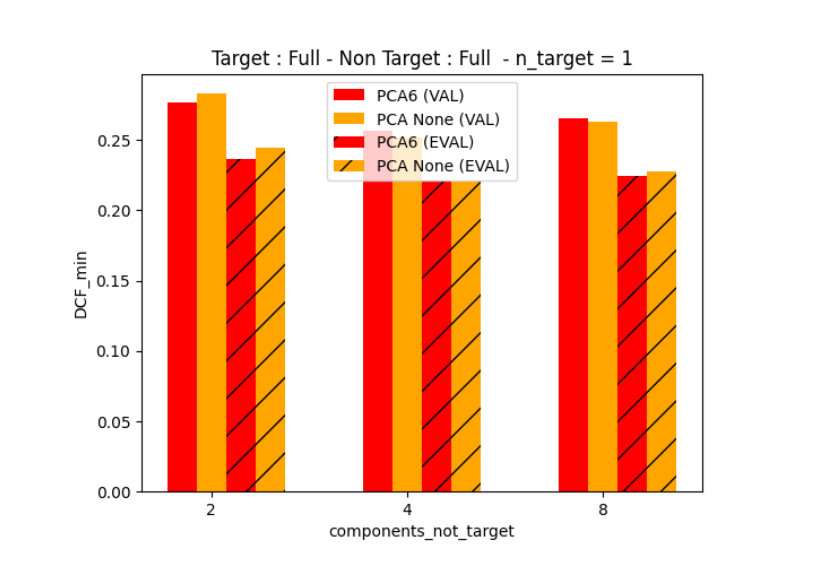 Target : Full - Non Target : Full  - n_target = 1
PCA6 (VAL)
PCA None (VAL)
PCA6 (EVAL)
PCA None (EVAL)
DCF_min
0.25
0.20
0.15
0.10
0.05
0.00
2 4 8
components_not_target